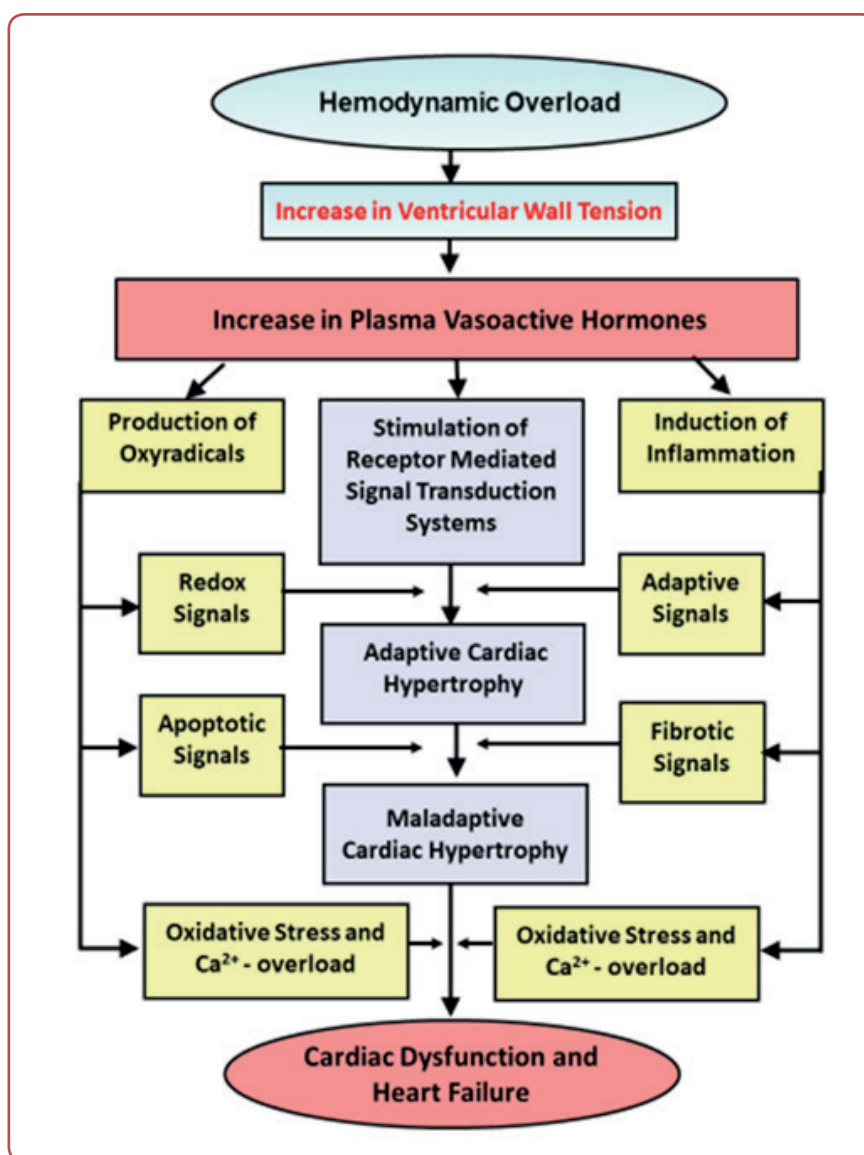 Hemodynamic Overload
Increase in Ventricular Wall Tension
Increase in Plasma Vasoactive Hormones
Production of
Oxyradicals
Stimulation of
Receptor Mediated
Signal Transduction
Systems
Induction of
Inflammation
Redox
Signals
Adaptive
Signals
Adaptive Cardiac
Hypertrophy
Apoptotic
Signals
Fibrotic
Signals
Maladaptive
Cardiac Hypertrophy
Oxidative Stress and
Ca²⁺ - overload
Oxidative Stress and
Ca²⁺ - overload
Cardiac Dysfunction and
Heart Failure